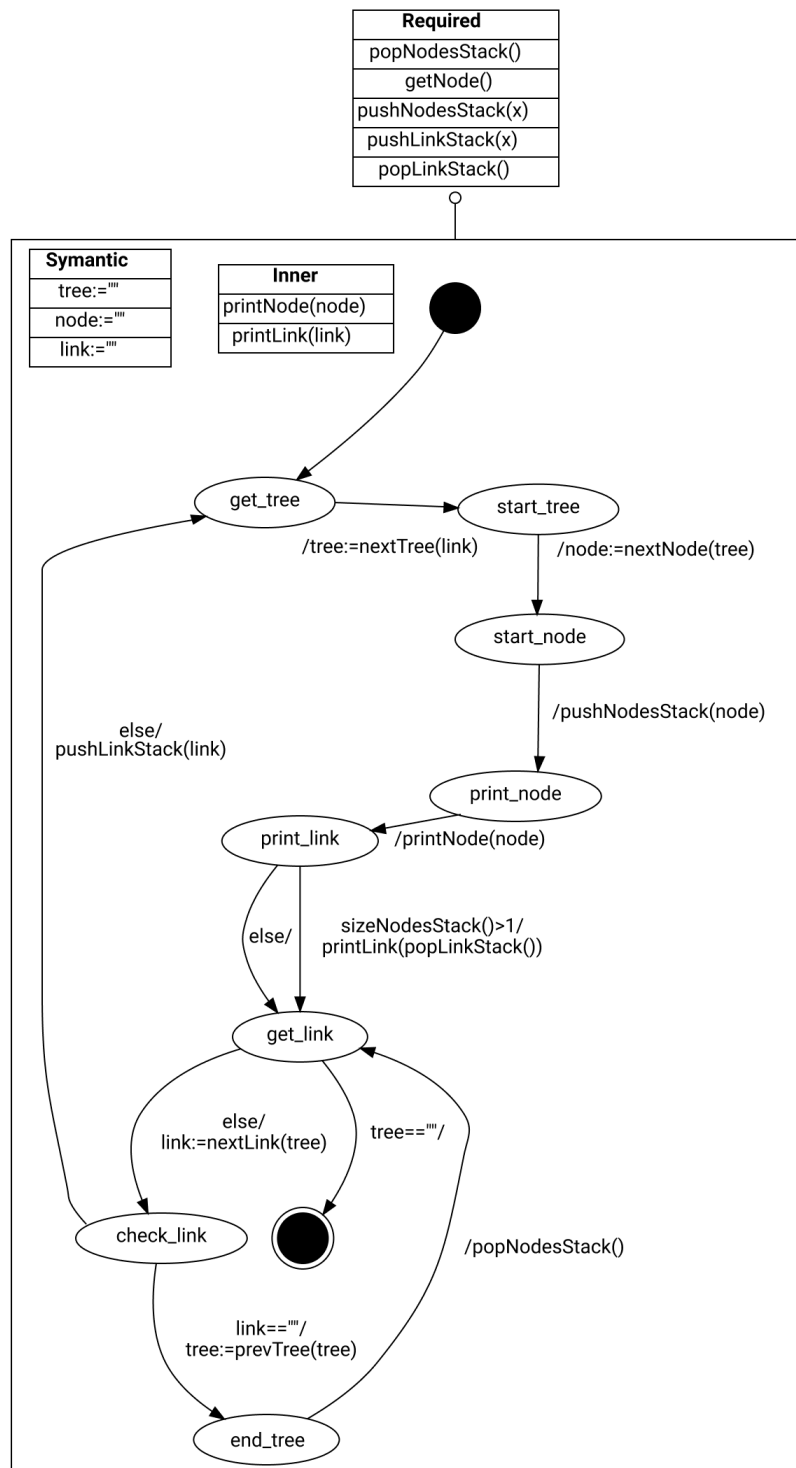 Required
popNodesStack()
getNode()
pushNodesStack(x)
pushLinkStack(x)
popLinkStack()
Symantic
tree:=""
node:=""
link:=""
Inner
printNode(node)
printLink(link)
get_tree
start_tree
/tree:=nextTree(link)
/node:=nextNode(tree)
start_node
/pushNodesStack(node)
else/
pushLinkStack(link)
print_node
print_link
/printNode(node)
else/
sizeNodesStack()>1/
printLink(popLinkStack())
get_link
else/
link:=nextLink(tree)
tree==""/
check_link
/popNodesStack()
link==""/
tree:=prevTree(tree)
end_tree